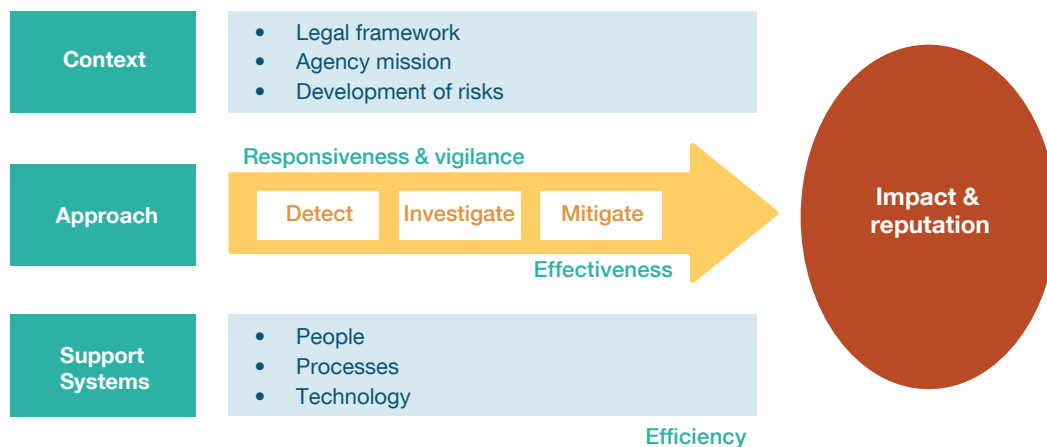 Context
• Legal framework
• Agency mission
• Development of risks
Responsiveness & vigilance
Approach
Detect
Investigate
Mitigate
Effectiveness
Impact &
reputation
Support
Systems
• People
• Processes
• Technology
Efficiency